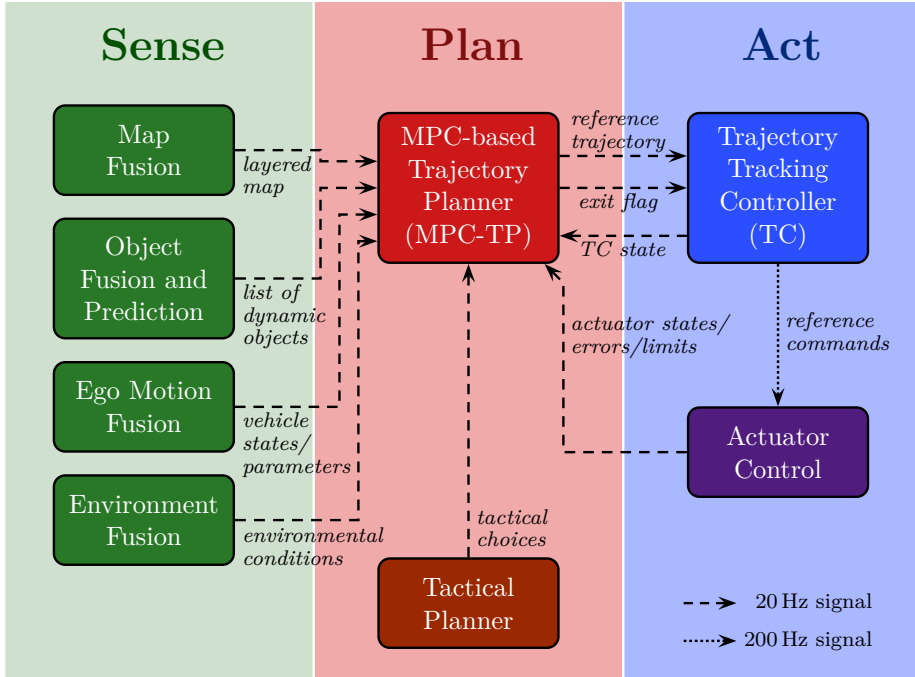 Sense
Plan
Act
Map
Fusion
layered
map
Object
Fusion and
Prediction
list of
dynamic
objects
Ego Motion
Fusion
vehicle
states/
parameters
Environment
Fusion
environmental
conditions
MPC-based
Trajectory
Planner
(MPC-TP)
reference
trajectory
exit flag
TC state
actuator states/
errors/limits
tactical
choices
Tactical
Planner
Trajectory
Tracking
Controller
(TC)
reference
commands
Actuator
Control
20 Hz signal
200 Hz signal